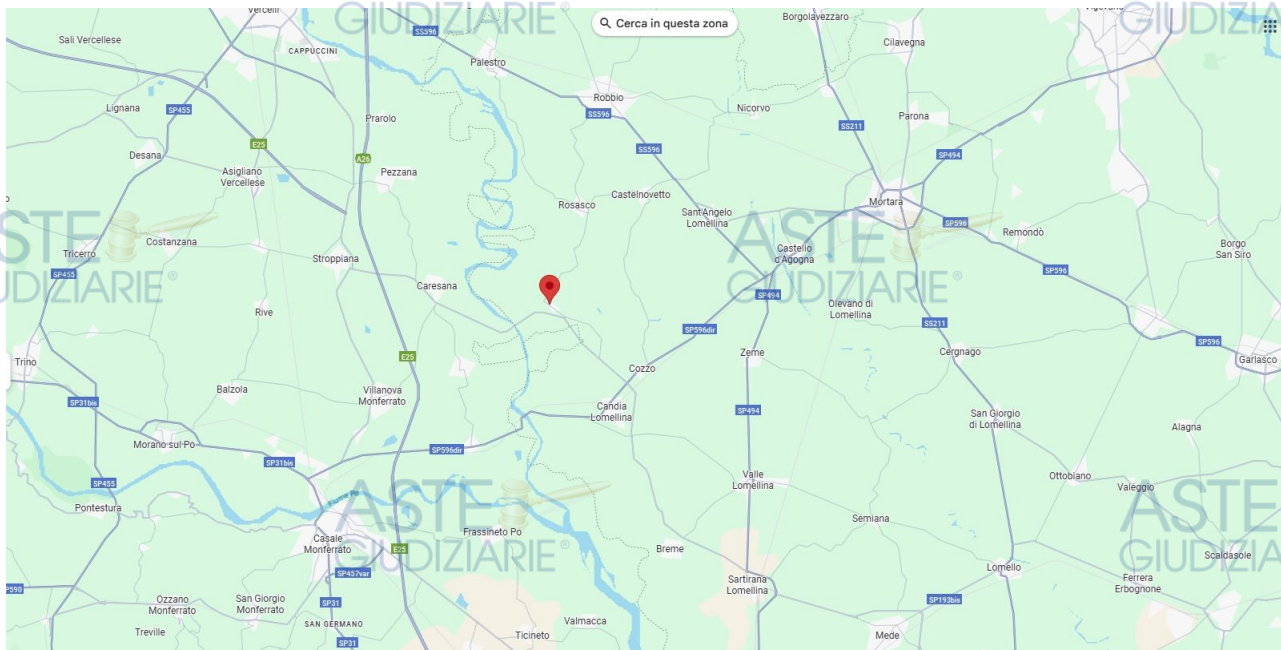 Vercelli
GIUDIZIARIE
SS596
Cerca in questa zona
Borgolavezzaro
GIUDIZIA
Sali Vercellese
CAPPUCCINI
Palestro
Cilavegna
Lignana
SP455
Robbio
SS596
Nicorvo
Prarolo
SS211
Parona
Desana
E25
A26
SS596
SP494
Asigliano
Vercellese
Pezzana
Castelnovetto
Rosasco
Sant'Angelo
Lomellina
Mortara
STE
ASTE
SP596
Remondò
Costanzana
Tricerro
Stroppiana
Castello
d'Agogna
Borgo
San Siro
SP455
SP596
UDIZIARIE®
Caresana
GIUDIZIARIE®
SP494
Olevano di
Lomellina
Rive
SP596dir
SS211
SP596
E25
Zeme
Cergnago
Garlasco
Trino
Cozzo
Balzola
Villanova
Monferrato
SP31bis
Candia
Lomellina
SP494
San Giorgio
di Lomellina
Alagna
Morano sul Po
SP596dir
SP31bis
SP455
Valle
Lomellina
Ottobiano
Valeggio
Fiume Po
ASTE
ASTE
Pontestura
Semiana
Casale
Monferrato
Frassineto Po
E25
GIUDIZIARIE®
Breme
GIUDIZIA
Scaldasole
SP457var
Sartirana
Lomellina
Lomello
Ferrera
Erbognone
SP590
Ozzano
Monferrato
San Giorgio
Monferrato
SP31
SP193bis
SAN GERMANO
Valmacca
Treville
Ticineto
Mede
SP31